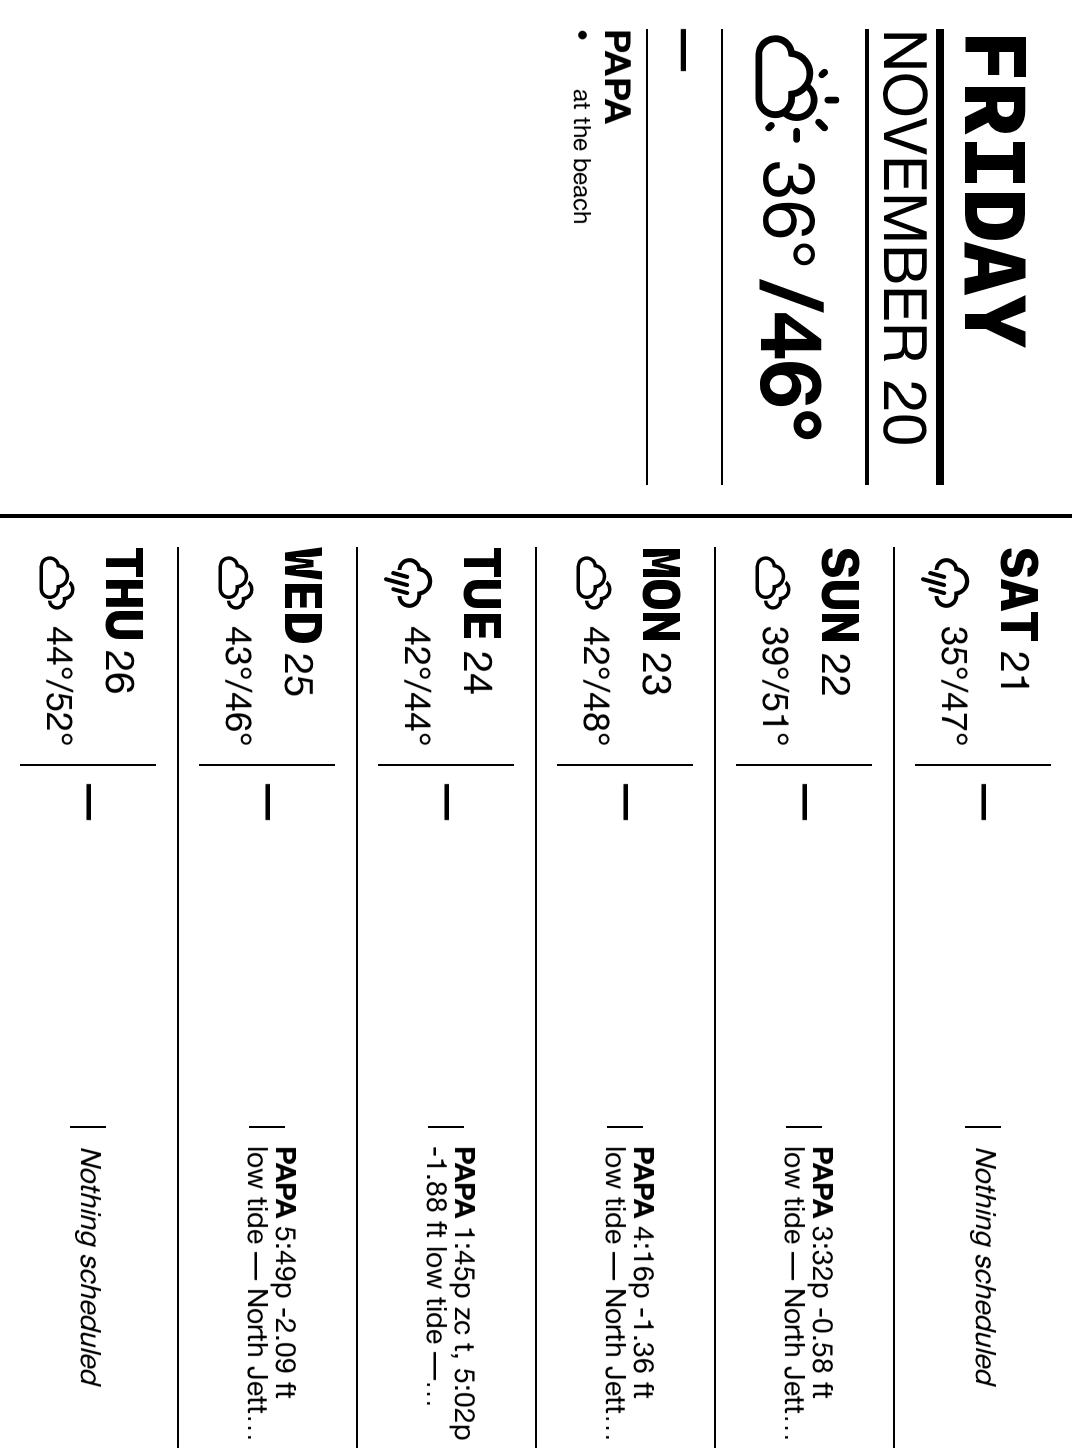 FRIDAY
NOVEMBER 20
36° /46°
—
PAPA
• at the beach
SAT 21
35°/47°
—
Nothing scheduled
SUN 22
39°/51°
—
PAPA 3:32p -0.58 ft
low tide — North Jett…
MON 23
42°/48°
—
PAPA 4:16p -1.36 ft
low tide — North Jett…
TUE 24
42°/44°
—
PAPA 1:45p zc t, 5:02p
-1.88 ft low tide —…
WED 25
43°/46°
—
PAPA 5:49p -2.09 ft
low tide — North Jett…
THU 26
44°/52°
—
Nothing scheduled